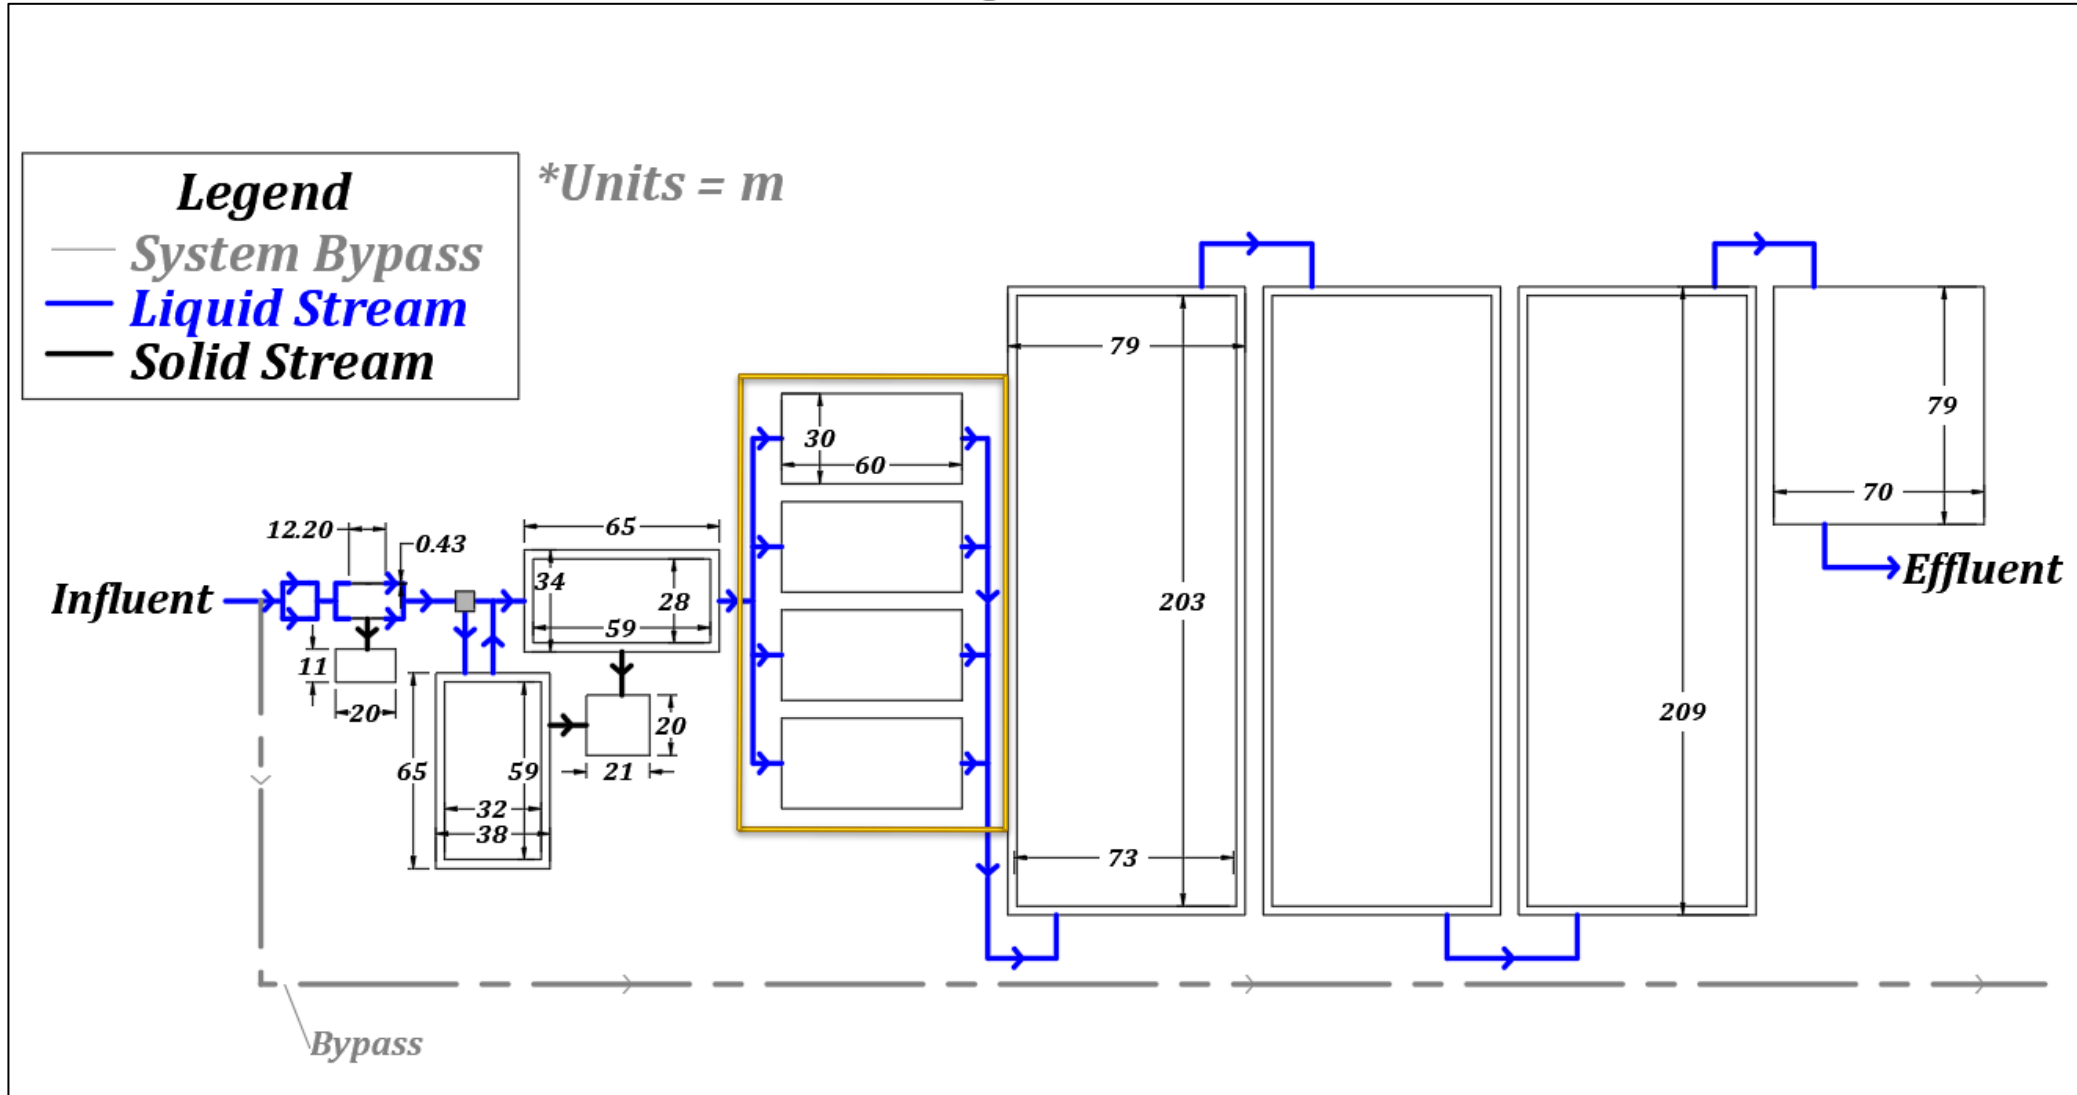 Legend
System Bypass
Liquid Stream
Solid Stream
*Units = m
79
30
60
79
70
12.20
0.43
65
Influent
34
28
59
Effluent
203
11
20
20
21
65
59
32
38
209
73
Bypass